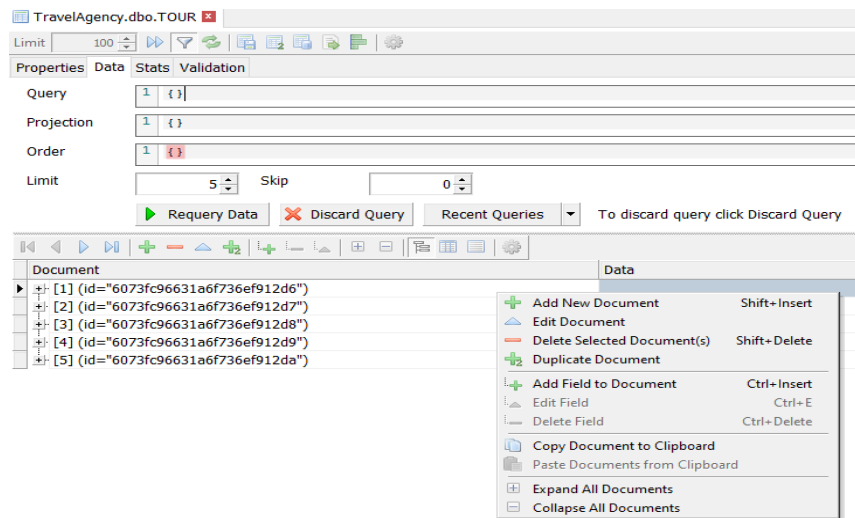 TravelAgency.dbo.TOUR
Limit 100
Properties Data Stats Validation
Query 1 {}
Projection 1 {}
Order 1 {}
Limit 5 Skip 0
Requery Data Discard Query Recent Queries To discard query click Discard Query
Document Data
[1] (id="6073fc96631a6f736ef912d6")
[2] (id="6073fc96631a6f736ef912d7")
[3] (id="6073fc96631a6f736ef912d8")
[4] (id="6073fc96631a6f736ef912d9")
[5] (id="6073fc96631a6f736ef912da")
Add New Document Shift+Insert
Edit Document
Delete Selected Document(s) Shift+Delete
Duplicate Document
Add Field to Document Ctrl+Insert
Edit Field Ctrl+E
Delete Field Ctrl+Delete
Copy Document to Clipboard
Paste Documents from Clipboard
Expand All Documents
Collapse All Documents